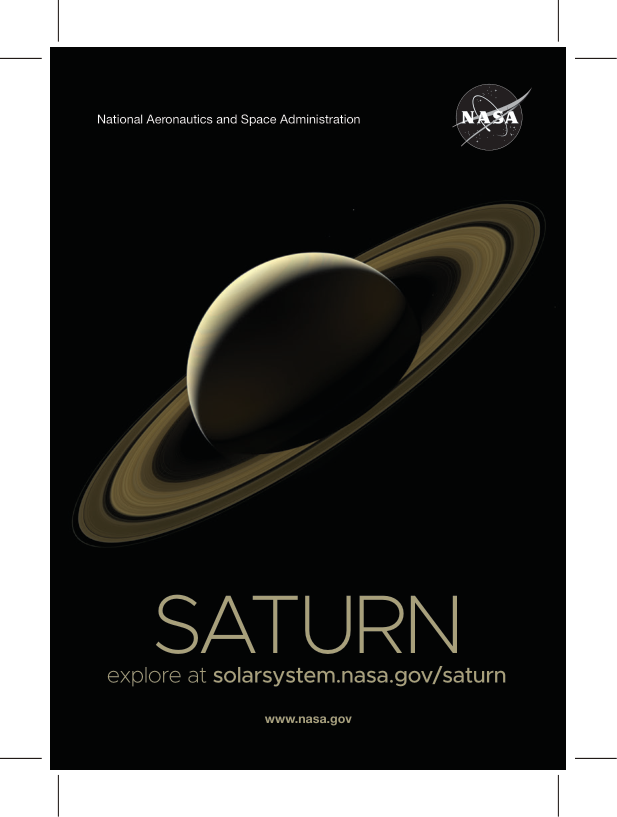 National Aeronautics and Space Administration
NASA
SATURN
explore at solarsystem.nasa.gov/saturn
www.nasa.gov